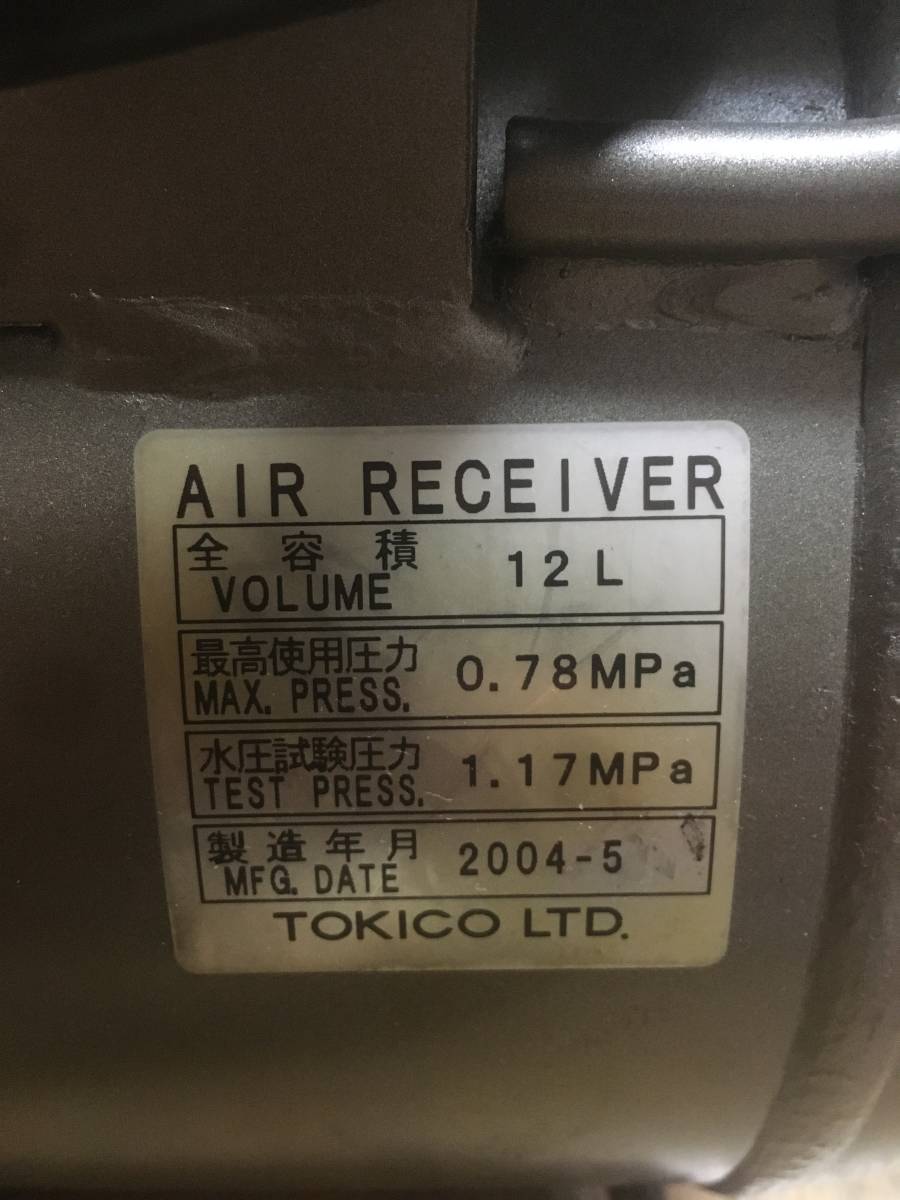 AIR RECEIVER
全容積
VOLUME
12L
最高使用圧力
MAX. PRESS.
0.78MPa
水圧試験圧力
TEST PRESS.
1.17MPa
製造年月
MFG. DATE
2004-5
TOKICO LTD.